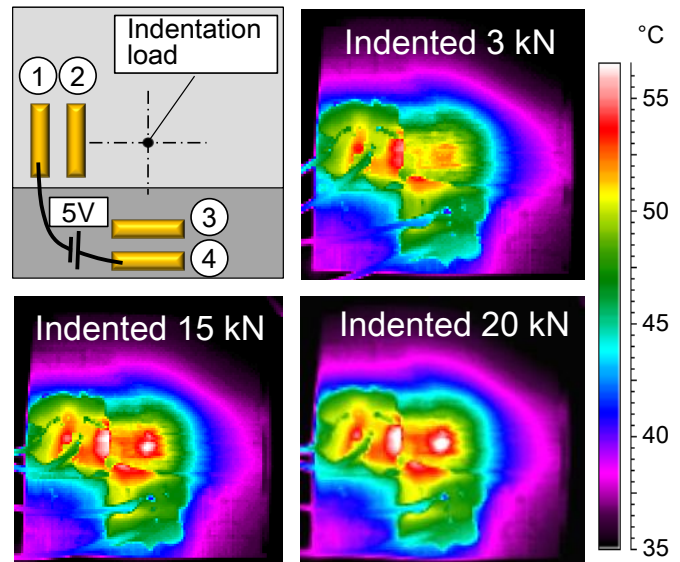 Indentation
load
1
2
5V
3
4
Indented 3 kN
°C
55
50
45
40
35
Indented 15 kN
Indented 20 kN